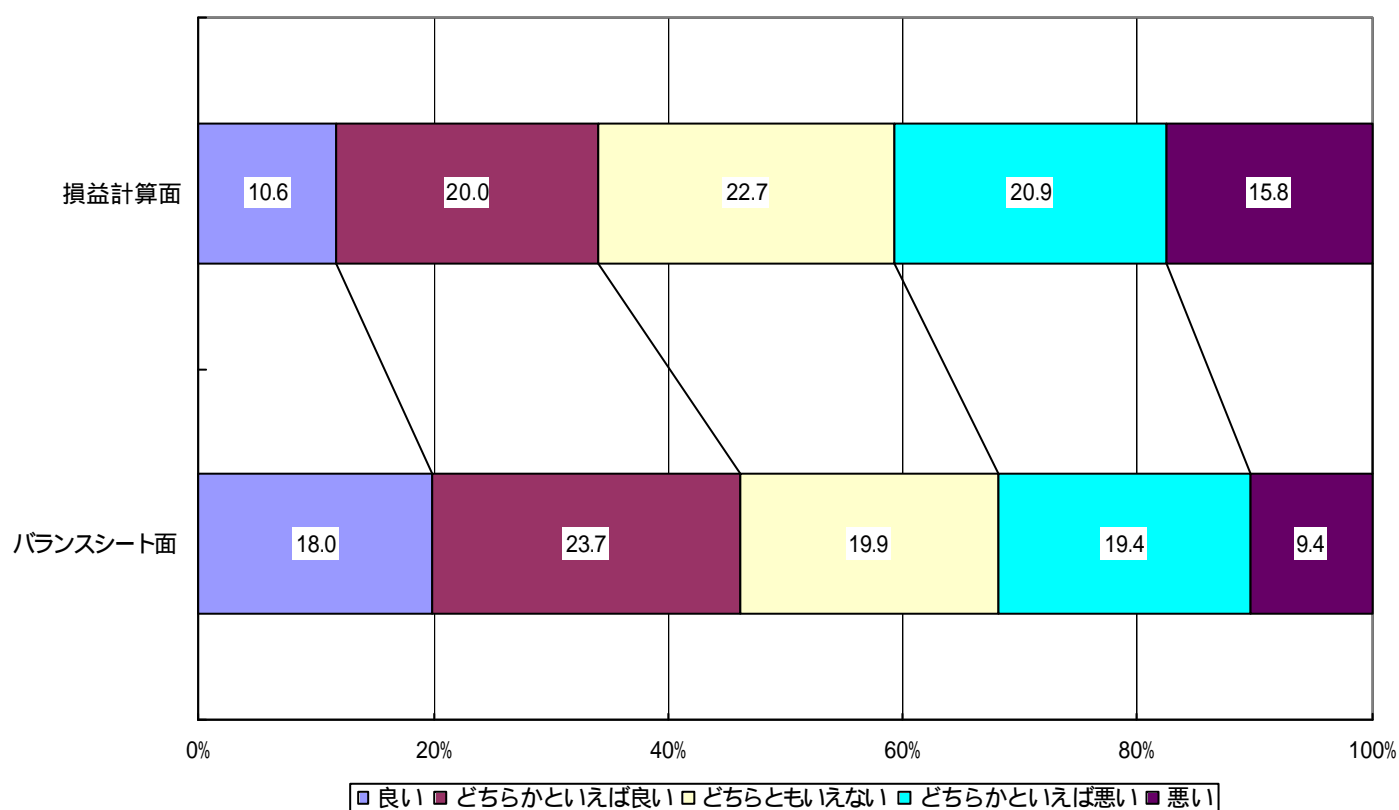 損益計算面 10.6 20.0 22.7 20.9 15.8
バランスシート面 18.0 23.7 19.9 19.4 9.4
0% 20% 40% 60% 80% 100%
良い どちらかといえば良い どちらともいえない どちらかといえば悪い 悪い